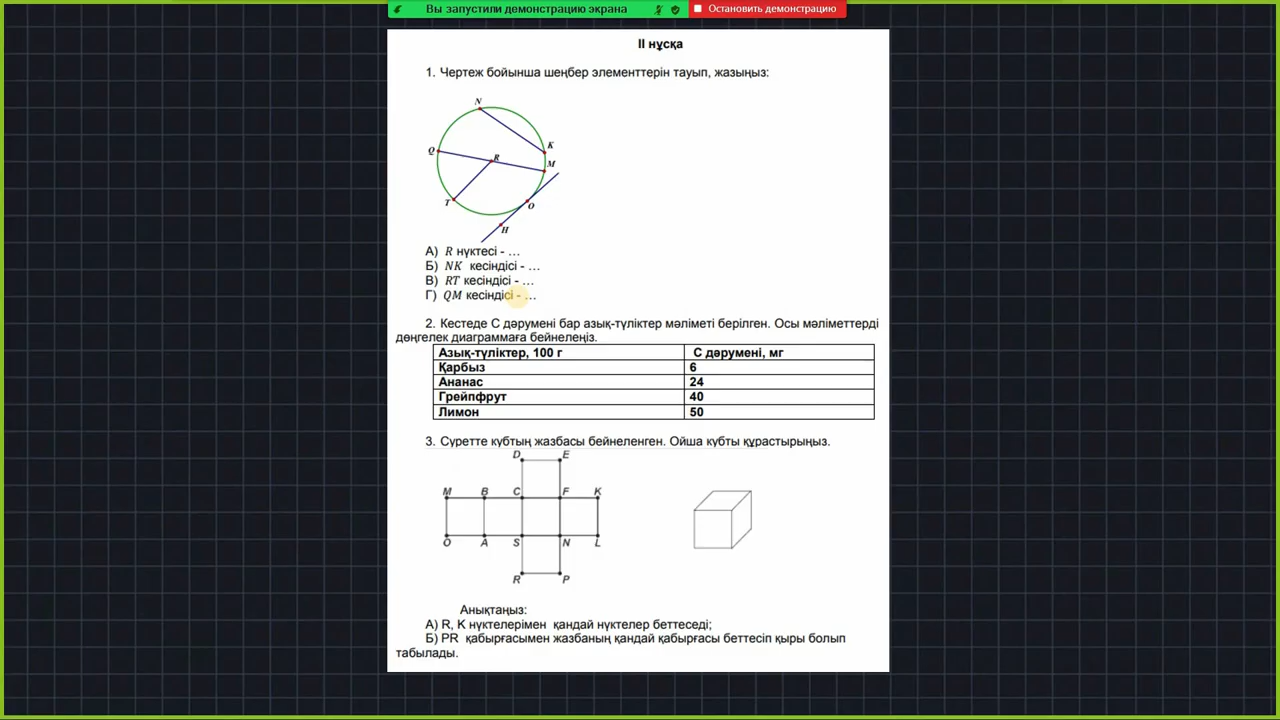 Вы запустили демонстрацию экрана
Остановить демонстрацию
II нұсқа
1. Чертеж бойынша шеңбер элементтерін тауып, жазыңыз:
N
K
Q
R
M
T
O
H
А) R нүктесі - …
Б) NK кесіндісі - …
В) RT кесіндісі - …
Г) QM кесіндісі - …
2. Кестеде С дәрумені бар азық-түліктер мәліметі берілген. Осы мәліметтерді
дөңгелек диаграммаға бейнелеңіз.
Азық-түліктер, 100 г С дәрумені, мг
Қарбыз 6
Ананас 24
Грейпфрут 40
Лимон 50
3. Суретте кубтың жазбасы бейнеленген. Ойша кубты құрастырыңыз.
D E
M B C F K
O A S N L
R P
Анықтаңыз:
А) R, K нүктелерімен қандай нүктелер беттеседі;
Б) PR қабырғасымен жазбаның қандай қабырғасы беттесіп қыры болып
табылады.